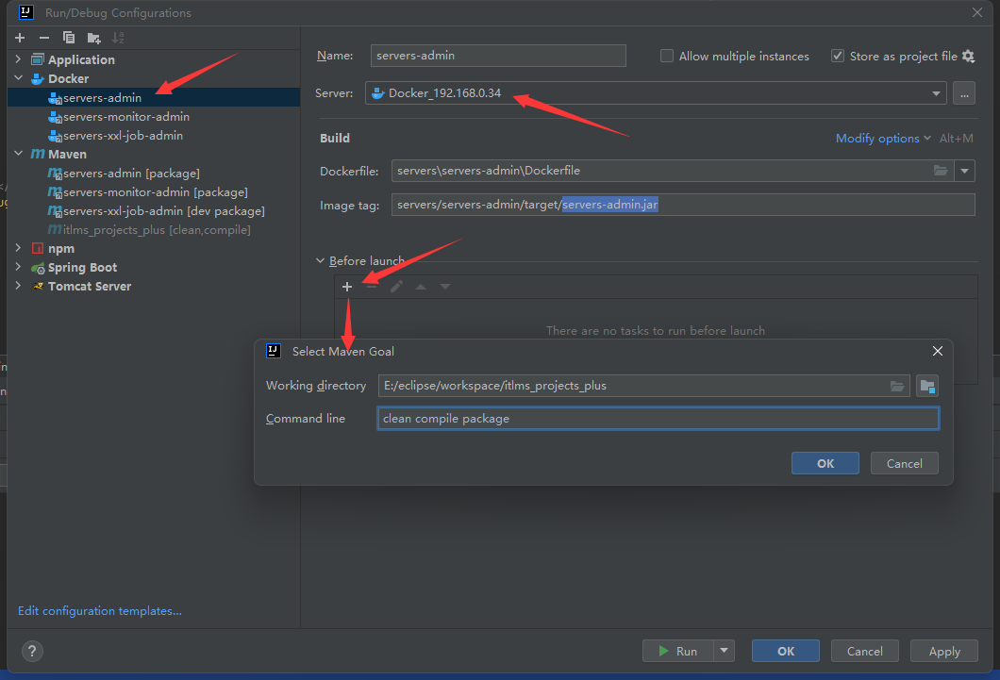 Run/Debug Configurations
Application
Docker
servers-admin
servers-monitor-admin
servers-xxl-job-admin
Maven
servers-admin [package]
servers-monitor-admin [package]
servers-xxl-job-admin [dev package]
itlms_projects_plus [clean,compile]
npm
Spring Boot
Tomcat Server
Edit configuration templates...
Name: servers-admin Allow multiple instances Store as project file
Server: Docker_192.168.0.34 ...
Build Modify options Alt+M
Dockerfile: servers\servers-admin\Dockerfile
Image tag: servers/servers-admin/target/servers-admin.jar
Before launch
There are no tasks to run before launch
Select Maven Goal
Working directory E:/eclipse/workspace/itlms_projects_plus
Command line clean compile package
OK Cancel
? Run OK Cancel Apply